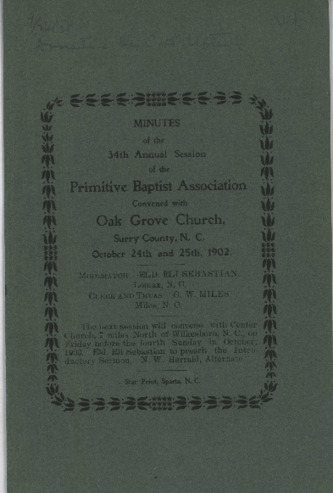 MINUTES
of the
34th Annual Session
of the
Primitive Baptist Association
Convened with
Oak Grove Church,
Surry County, N. C.
October 24th and 25th, 1902.
MODERATOR: ELD. ELI SEBASTIAN,
Lomax, N. C.
CLERK AND TREAS. G. W. MILES,
Miles, N. C.
The next session will convene with Center
Church, 7 miles North of Wilkesboro, N. C., on
Friday before the fourth Sunday in October,
1903. Eld. Eli Sebastian to preach the Intro-
ductory Sermon, N. W. Harrald, Alternate.
Star Print, Sparta, N. C.